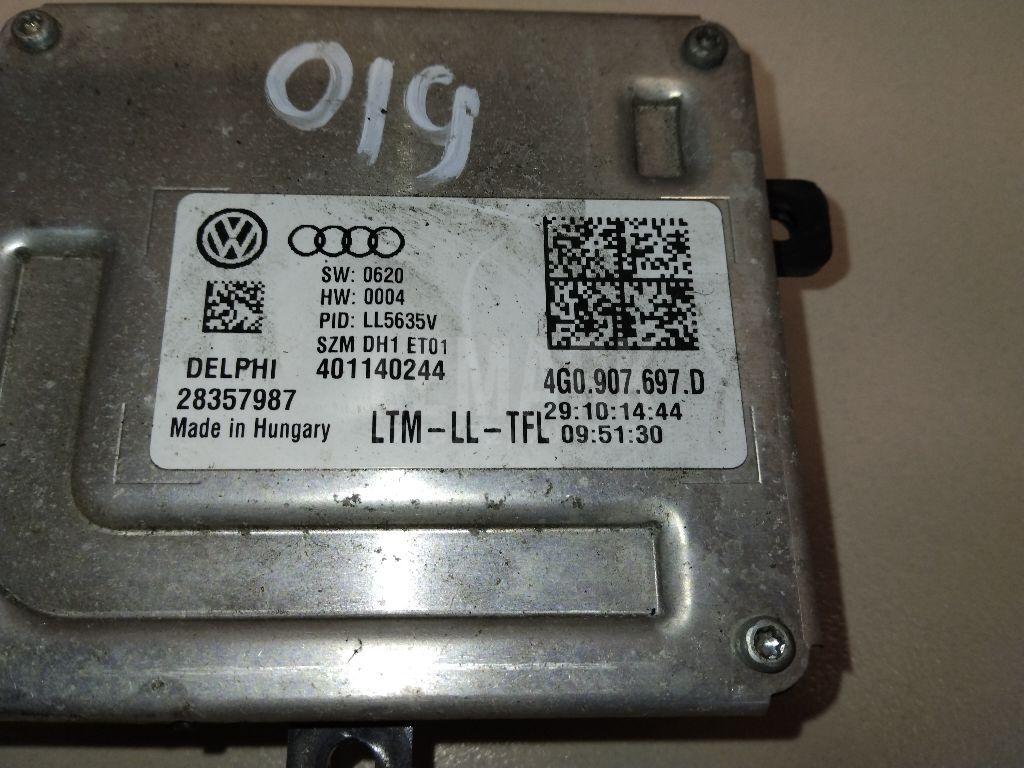 OIG
SW: 0620
HW: 0004
PID: LL5635V
SZM DH1 ET01
DELPHI 401140244
28357987
Made in Hungary
LTM-LL-TFL
4G0.907.697.D
29:10:14:44
09:51:30